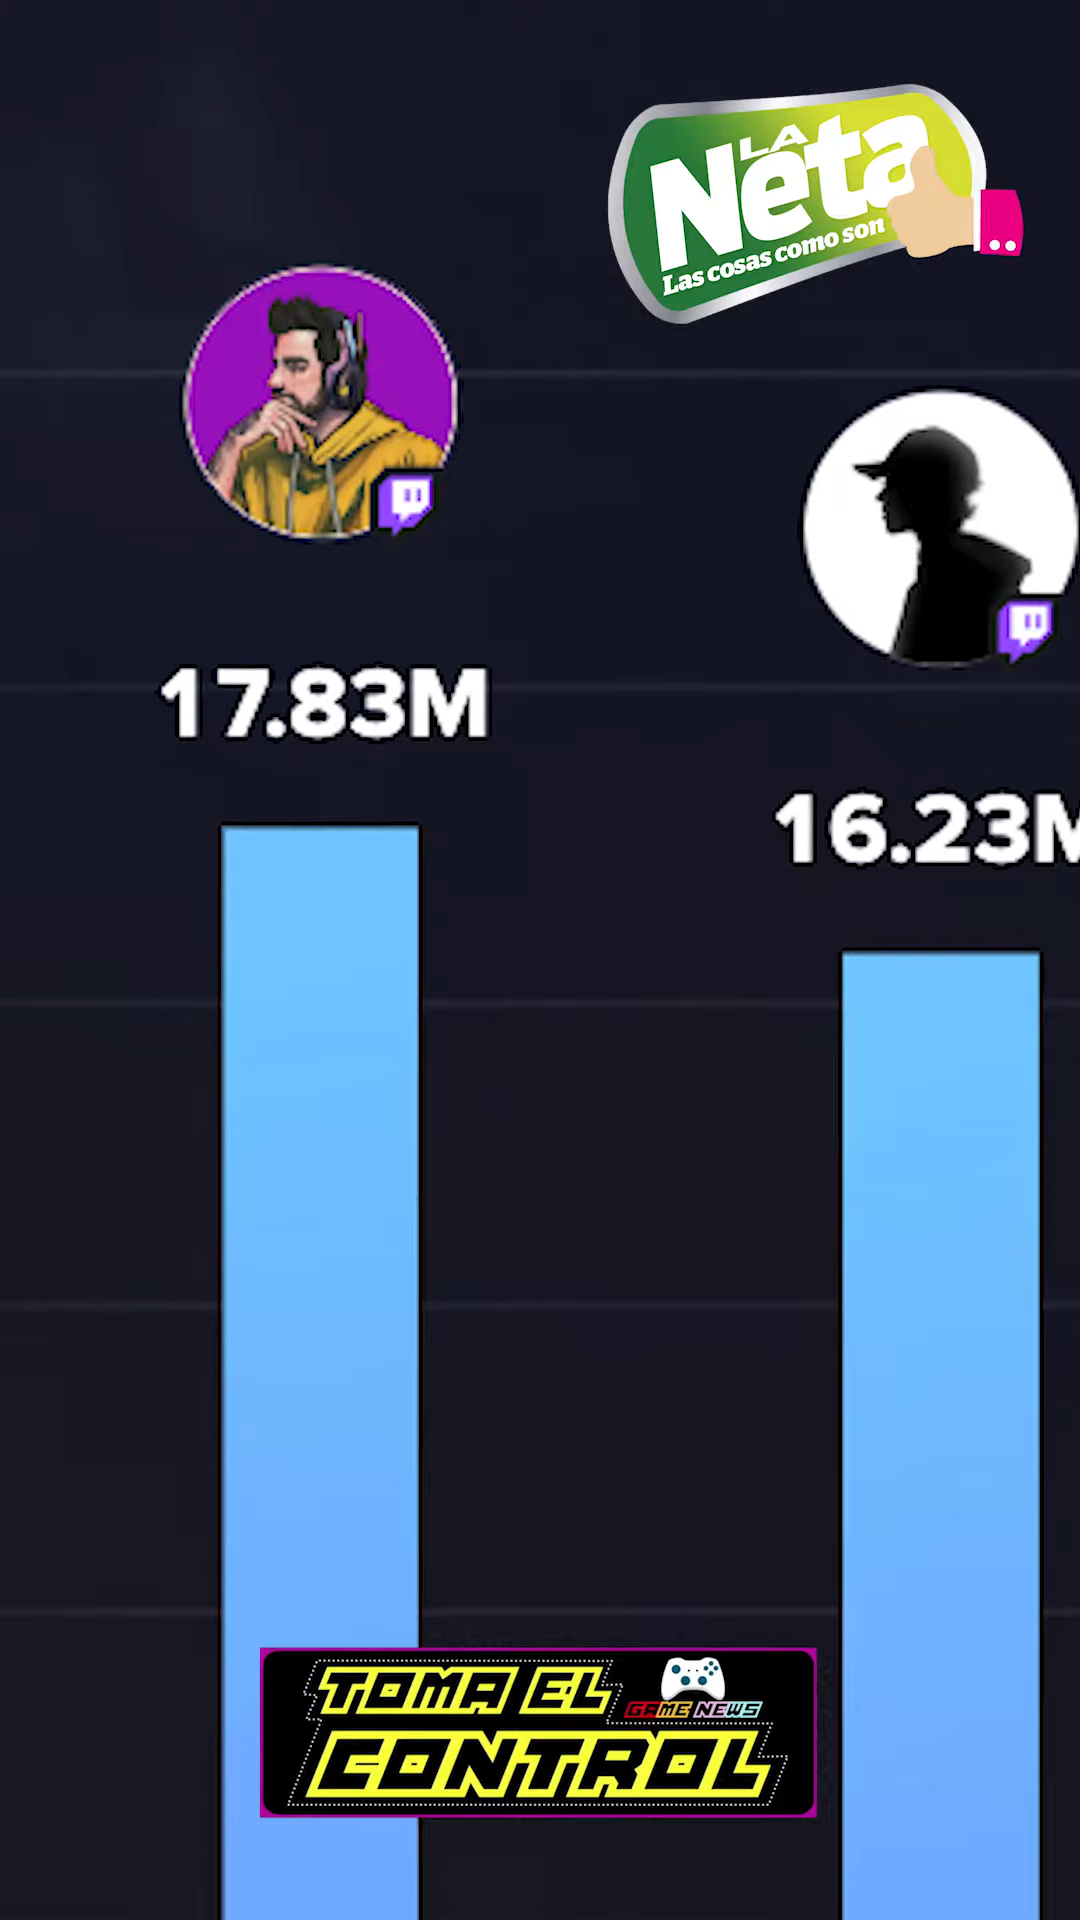 LA
Neta
Las cosas como son
17.83M
16.23M
TOMA EL
GAME NEWS
CONTROL